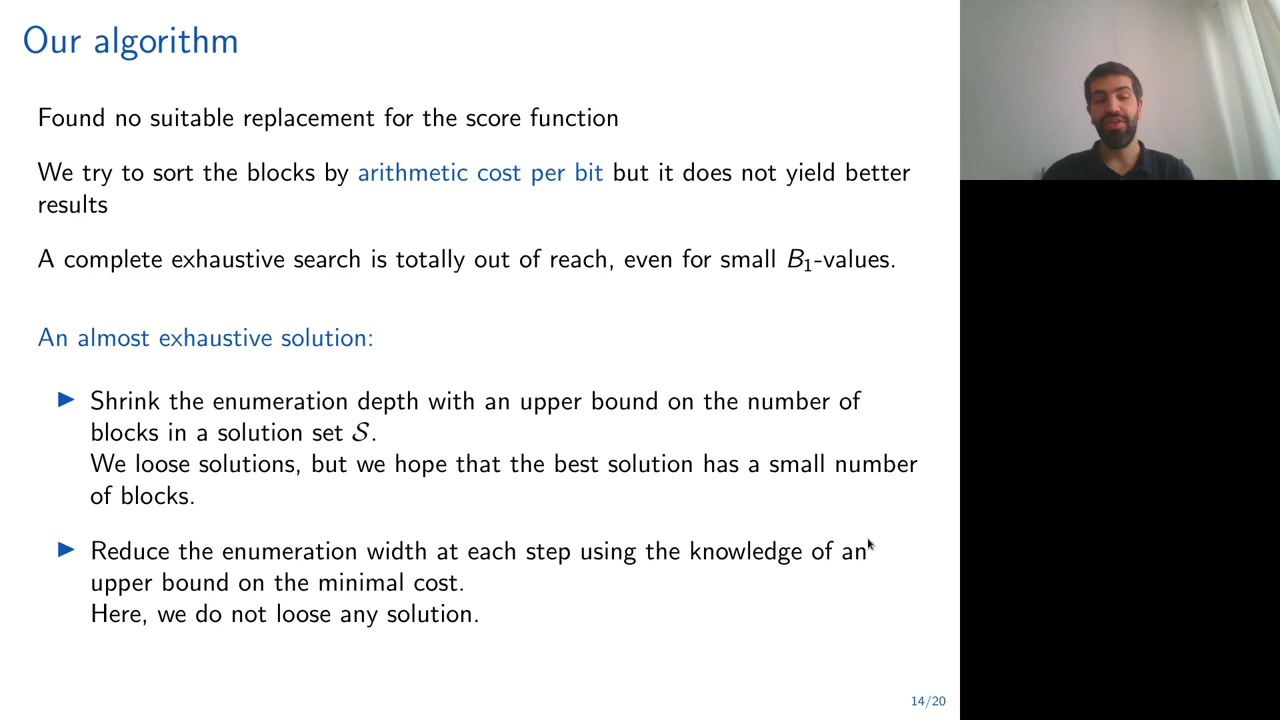 Our algorithm
Found no suitable replacement for the score function
We try to sort the blocks by arithmetic cost per bit but it does not yield better
results
A complete exhaustive search is totally out of reach, even for small B₁-values.
An almost exhaustive solution:
▶ Shrink the enumeration depth with an upper bound on the number of
blocks in a solution set 𝒮.
We loose solutions, but we hope that the best solution has a small number
of blocks.
▶ Reduce the enumeration width at each step using the knowledge of an
upper bound on the minimal cost.
Here, we do not loose any solution.
14/20